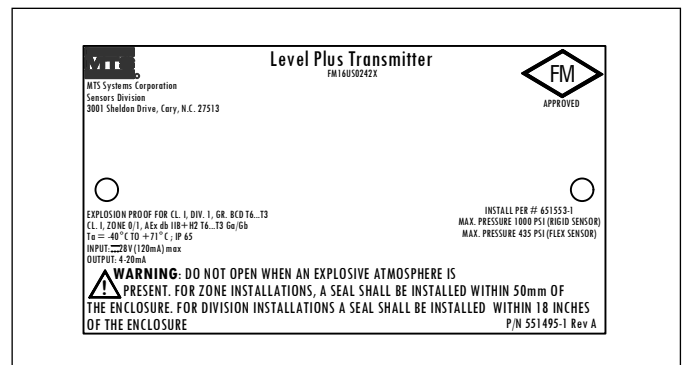 MTS
Level Plus Transmitter
FM16US0242X
FM
APPROVED
MTS Systems Corporation
Sensors Division
3001 Sheldon Drive, Cary, N.C. 27513
EXPLOSION PROOF FOR CL. I, DIV. 1, GR. BCD T6...T3
CL. I, ZONE 0/1, AEx db IIB+H2 T6...T3 Ga/Gb
Ta = -40°C TO +71°C ; IP 65
INPUT: ⎓28V (120mA) max
OUTPUT: 4-20mA
INSTALL PER # 651553-1
MAX. PRESSURE 1000 PSI (RIGID SENSOR)
MAX. PRESSURE 435 PSI (FLEX SENSOR)
WARNING: DO NOT OPEN WHEN AN EXPLOSIVE ATMOSPHERE IS
PRESENT. FOR ZONE INSTALLATIONS, A SEAL SHALL BE INSTALLED WITHIN 50mm OF
THE ENCLOSURE. FOR DIVISION INSTALLATIONS A SEAL SHALL BE INSTALLED WITHIN 18 INCHES
OF THE ENCLOSURE
P/N 551495-1 Rev A